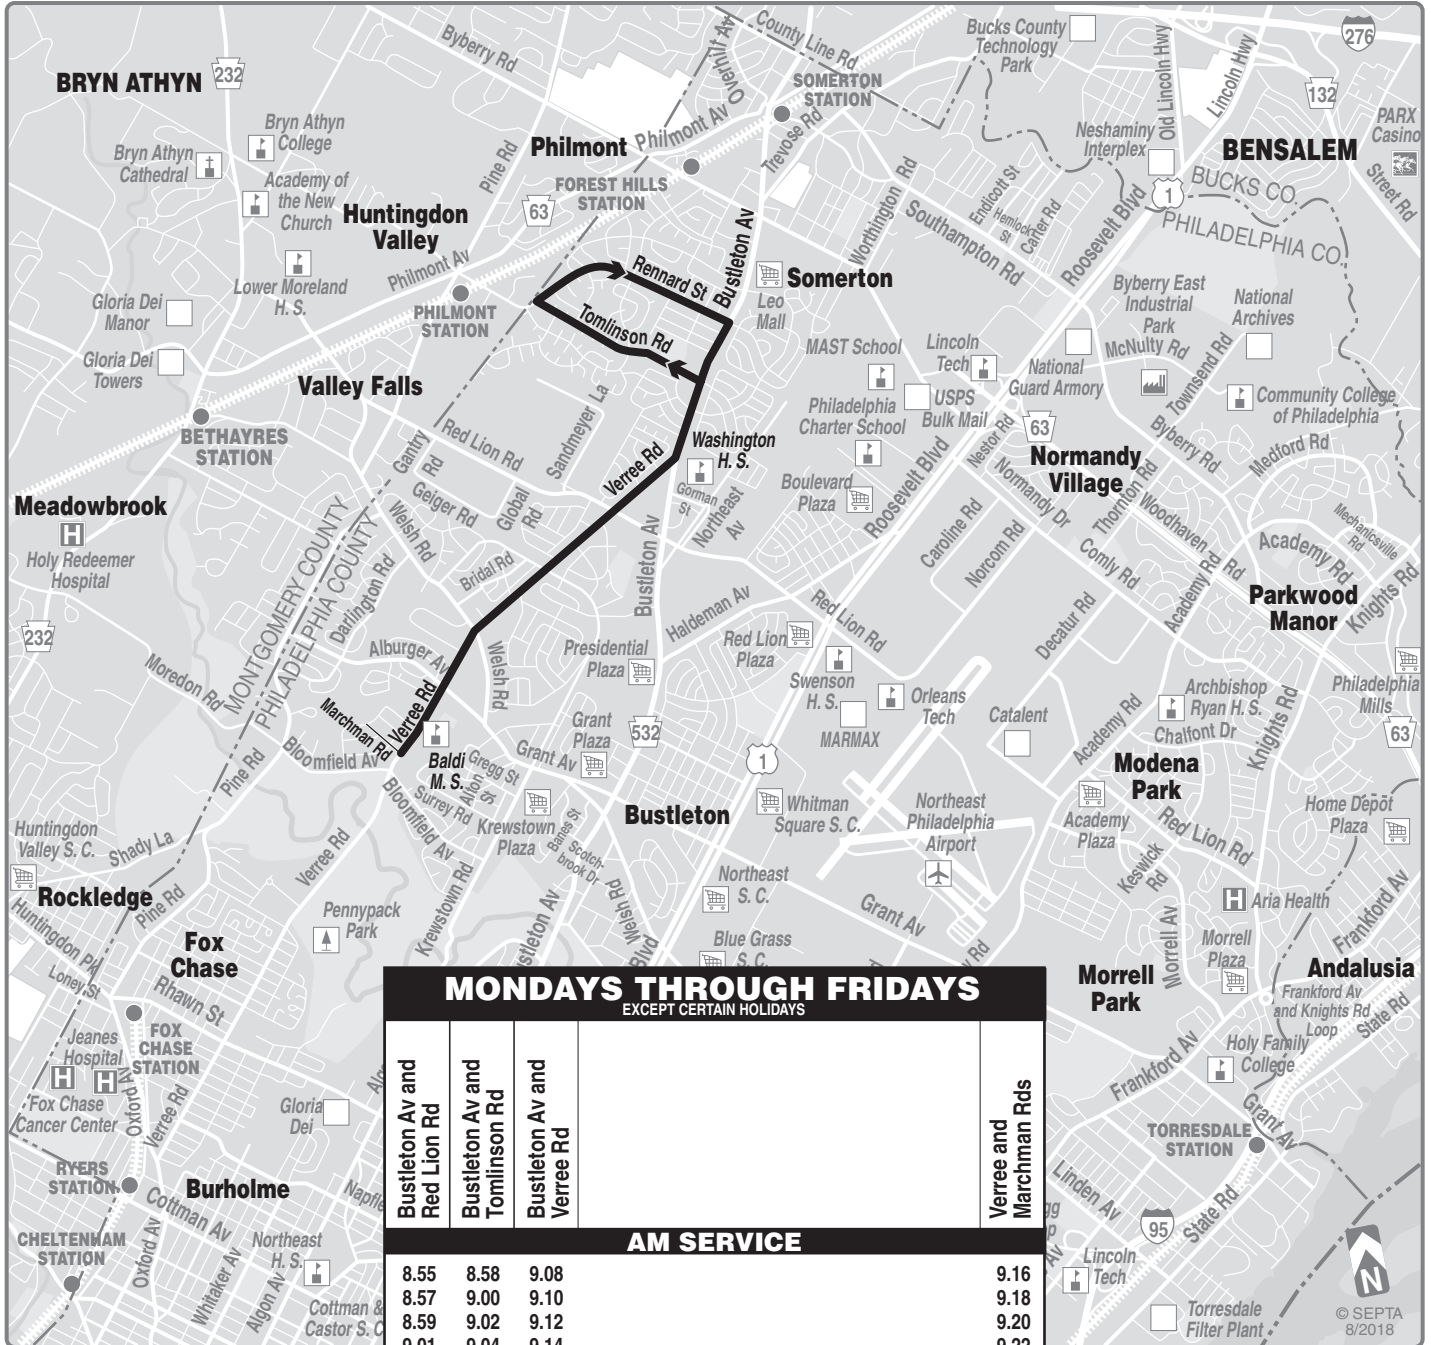 Byberry Rd
Overhill Av
County Line Rd
Bucks County
Technology
Park
Old Lincoln Hwy
Lincoln Hwy
276
BRYN ATHYN
232
SOMERTON
STATION
132
PARX
Casino
Bryn Athyn
College
Philmont
Philmont Av
Trevose Rd
Neshaminy
Interplex
BENSALEM
Bryn Athyn
Cathedral
Pine Rd
Academy of
the New
Church
FOREST HILLS
STATION
Worthington Rd
Endicott St
Hemlock
St
Carter Rd
1
BUCKS CO.
Street Rd
Huntingdon
Valley
63
Bustleton Av
Southampton Rd
Roosevelt Blvd
PHILADELPHIA CO.
Philmont Av
Rennard St
Somerton
Lower Moreland
H. S.
Leo
Mall
Byberry East
Industrial
Park
National
Archives
Gloria Dei
Manor
PHILMONT
STATION
Tomlinson Rd
MAST School
Lincoln
Tech
McNulty Rd
Townsend Rd
Gloria Dei
Towers
National
Guard Armory
Valley Falls
USPS
Bulk Mail
Community College
of Philadelphia
Philadelphia
Charter School
Sandmeyer La
63
BETHAYRES
STATION
Gantry
Rd
Red Lion Rd
Washington
H. S.
Nestor Rd
Byberry Rd
Medford Rd
Verree Rd
Normandy
Village
Meadowbrook
Geiger Rd
Global
Rd
Gorman
St
Northeast
Av
Boulevard
Plaza
Roosevelt Blvd
Normandy Dr
Thornton Rd
Woodhaven Rd
Mechanicsville
Rd
Holy Redeemer
Hospital
MONTGOMERY COUNTY
PHILADELPHIA COUNTY
Welsh Rd
Bridal Rd
Bustleton Av
Caroline Rd
Norcom Rd
Comly Rd
Academy Rd
Academy Rd
Knights Rd
Darlington Rd
Haldeman Av
Red Lion Rd
Parkwood
Manor
232
Alburger Av
Presidential
Plaza
Red Lion
Plaza
Decatur Rd
Moredon Rd
Welsh Rd
Swenson
H. S.
Orleans
Tech
Archbishop
Ryan H. S.
Philadelphia
Mills
Marchman Rd
Verree Rd
Grant
Plaza
532
MARMAX
Catalent
Academy Rd
Chalfont Dr
Knights Rd
63
Pine Rd
Bloomfield Av
Baldi
M. S.
Gregg St
Grant Av
1
Modena
Park
Alton
St
Surrey Rd
Bloomfield Av
Krewstown
Plaza
Banes St
Scotch-
brook Dr
Bustleton
Whitman
Square S. C.
Northeast
Philadelphia
Airport
Academy
Plaza
Red Lion Rd
Home Depot
Plaza
Huntingdon
Valley S. C.
Shady La
Verree Rd
Keswick
Rd
Rockledge
Pine Rd
Northeast
S. C.
Aria Health
Huntingdon Pk
Pennypack
Park
Krewstown Rd
Welsh Rd
Grant Av
Frankford Av
Fox
Chase
ustleton Av
Blvd
Blue Grass
S. C.
y Rd
Morrell Av
Morrell
Plaza
Loney St
Rhawn St
Morrell
Park
Andalusia
Frankford Av
and Knights Rd
Loop
State Rd
Jeanes
Hospital
FOX
CHASE
STATION
Holy Family
College
Frankford Av
Fox Chase
Cancer Center
Oxford Av
Verree Rd
Gloria
Dei
Grant Av
TORRESDALE
STATION
RYERS
STATION
Burholme
Napfle
Linden Av
Cottman Av
95
State Rd
CHELTENHAM
STATION
Oxford Av
Whitaker Av
Northeast
H. S.
Algon Av
Lincoln
Tech
Cottman &
Castor S. C.
Torresdale
Filter Plant
N
© SEPTA
8/2018
MONDAYS THROUGH FRIDAYS
EXCEPT CERTAIN HOLIDAYS
Bustleton Av and
Red Lion Rd
Bustleton Av and
Tomlinson Rd
Bustleton Av and
Verree Rd
Verree and
Marchman Rds
AM SERVICE
8.55 8.58 9.08 9.16
8.57 9.00 9.10 9.18
8.59 9.02 9.12 9.20
9.01 9.04 9.14 9.22